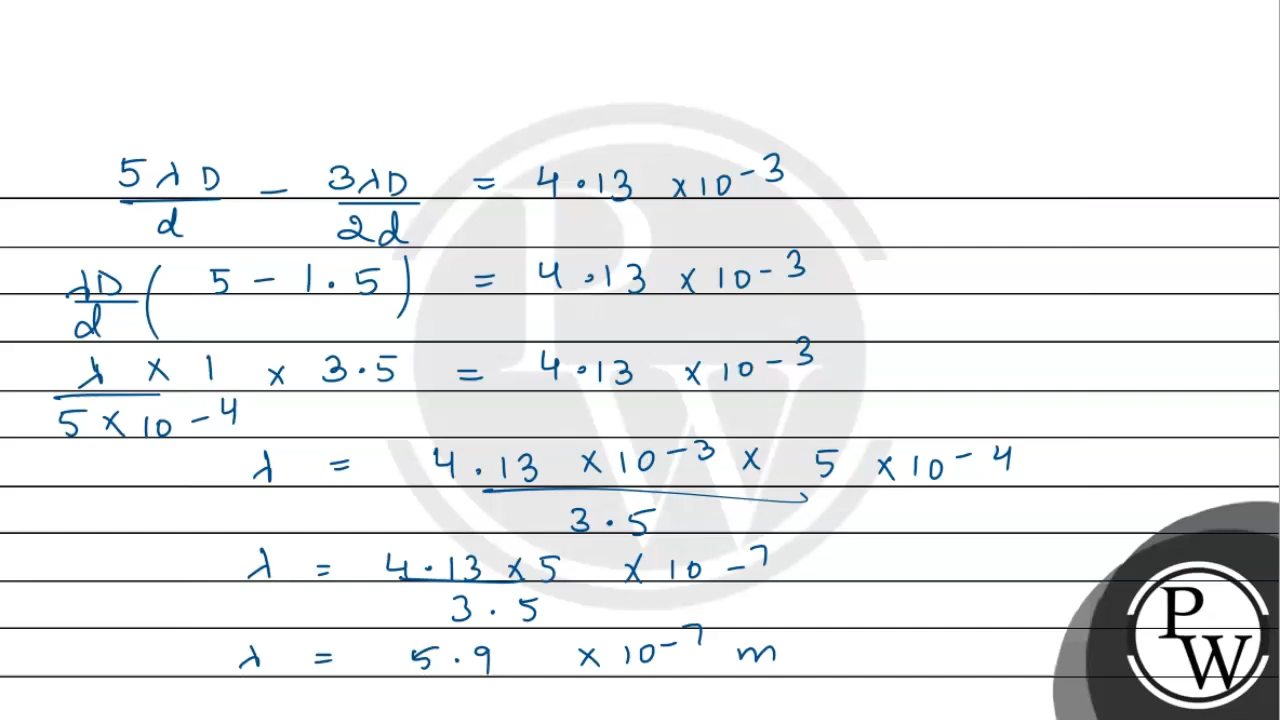 5λD/d − 3λD/2d = 4.13 × 10⁻³
λD/d ( 5 − 1.5 ) = 4.13 × 10⁻³
λ × 1/5 × 10⁻⁴ × 3.5 = 4.13 × 10⁻³
λ = 4.13 × 10⁻³ × 5 × 10⁻⁴/3.5
λ = 4.13 × 5/3.5 × 10⁻⁷
λ = 5.9 × 10⁻⁷ m
PW
PW